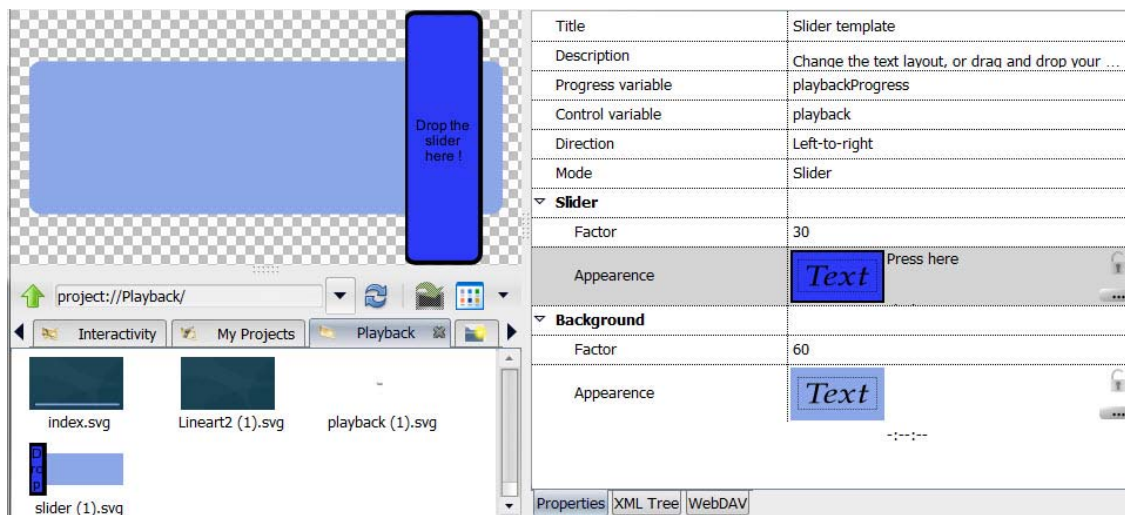 Drop the
slider
here !
project://Playback/
Interactivity
My Projects
Playback
index.svg
Lineart2 (1).svg
playback (1).svg
D
ro
p
slider (1).svg
Title
Slider template
Description
Change the text layout, or drag and drop your ...
Progress variable
playbackProgress
Control variable
playback
Direction
Left-to-right
Mode
Slider
Slider
Factor
30
Appearence
Text
Press here
Background
Factor
60
Appearence
Text
-:--:--
Properties
XML Tree
WebDAV